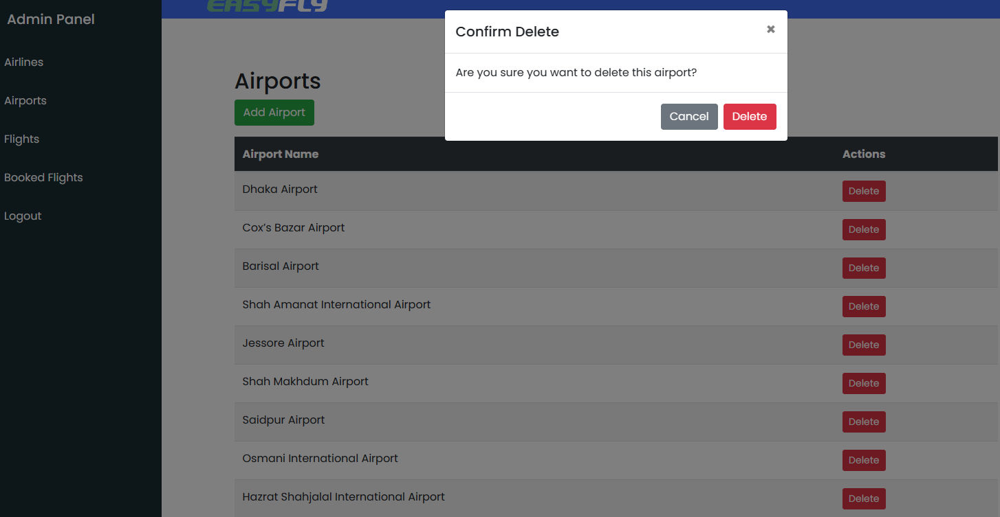 Admin Panel
Airlines
Airports
Flights
Booked Flights
Logout
EASYFLY
Confirm Delete
×
Are you sure you want to delete this airport?
Cancel Delete
Airports
Add Airport
Airport Name Actions
Dhaka Airport Delete
Cox’s Bazar Airport Delete
Barisal Airport Delete
Shah Amanat International Airport Delete
Jessore Airport Delete
Shah Makhdum Airport Delete
Saidpur Airport Delete
Osmani International Airport Delete
Hazrat Shahjalal International Airport Delete